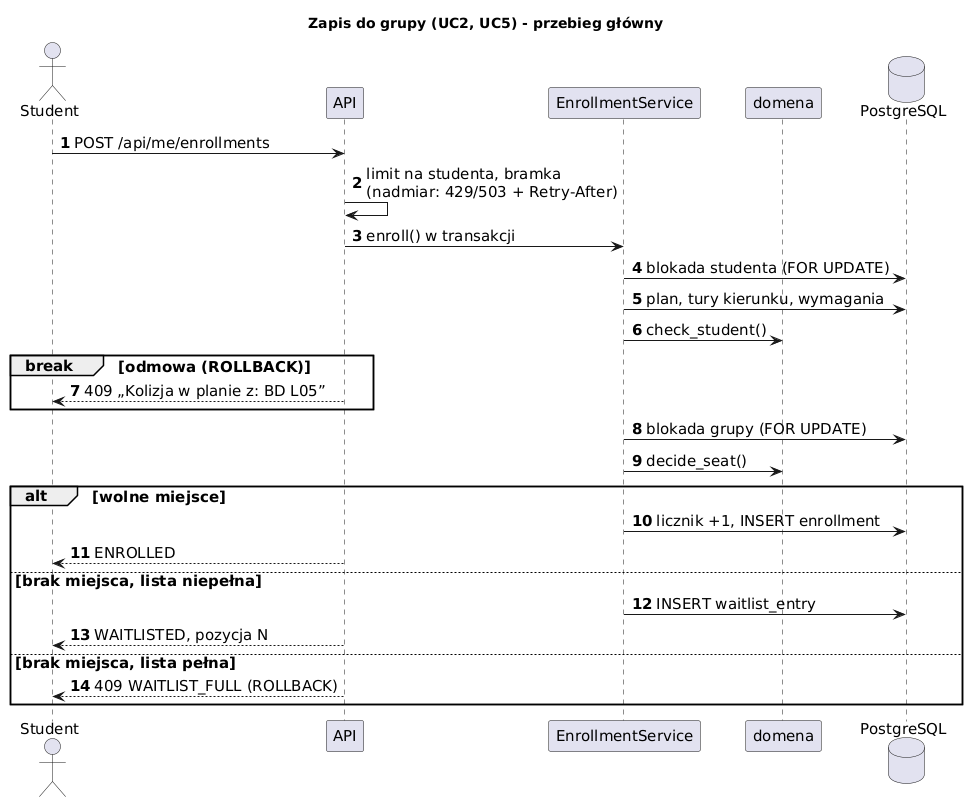 Zapis do grupy (UC2, UC5) - przebieg główny
Student
API
EnrollmentService
domena
PostgreSQL
1 POST /api/me/enrollments
2 limit na studenta, bramka
(nadmiar: 429/503 + Retry-After)
3 enroll() w transakcji
4 blokada studenta (FOR UPDATE)
5 plan, tury kierunku, wymagania
6 check_student()
break [odmowa (ROLLBACK)]
7 409 „Kolizja w planie z: BD L05”
8 blokada grupy (FOR UPDATE)
9 decide_seat()
alt [wolne miejsce]
10 licznik +1, INSERT enrollment
11 ENROLLED
[brak miejsca, lista niepełna]
12 INSERT waitlist_entry
13 WAITLISTED, pozycja N
[brak miejsca, lista pełna]
14 409 WAITLIST_FULL (ROLLBACK)
Student
API
EnrollmentService
domena
PostgreSQL